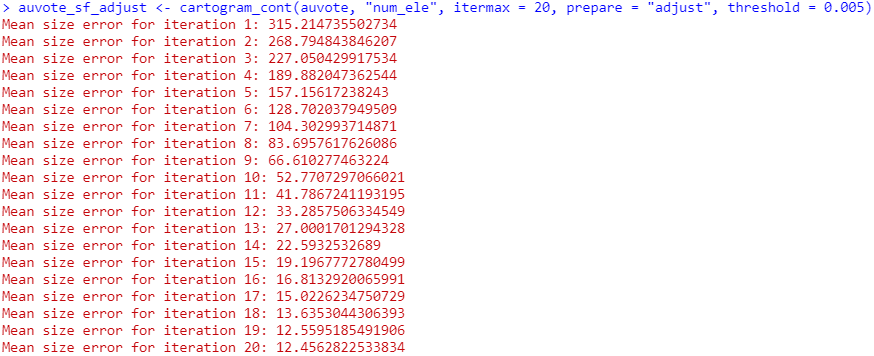 > auvote_sf_adjust <- cartogram_cont(auvote, "num_ele", itermax = 20, prepare = "adjust", threshold = 0.005)
Mean size error for iteration 1: 315.214735502734
Mean size error for iteration 2: 268.794843846207
Mean size error for iteration 3: 227.050429917534
Mean size error for iteration 4: 189.882047362544
Mean size error for iteration 5: 157.15617238243
Mean size error for iteration 6: 128.702037949509
Mean size error for iteration 7: 104.302993714871
Mean size error for iteration 8: 83.6957617626086
Mean size error for iteration 9: 66.610277463224
Mean size error for iteration 10: 52.7707297066021
Mean size error for iteration 11: 41.7867241193195
Mean size error for iteration 12: 33.2857506334549
Mean size error for iteration 13: 27.0001701294328
Mean size error for iteration 14: 22.5932532689
Mean size error for iteration 15: 19.1967772780499
Mean size error for iteration 16: 16.8132920065991
Mean size error for iteration 17: 15.0226234750729
Mean size error for iteration 18: 13.6353044306393
Mean size error for iteration 19: 12.5595185491906
Mean size error for iteration 20: 12.4562822533834